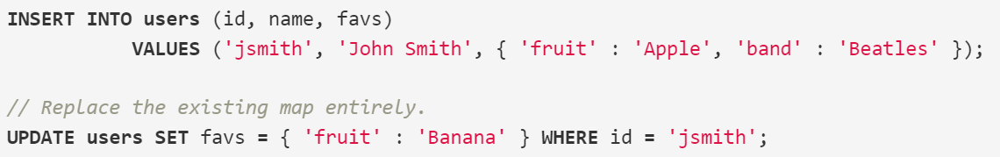 INSERT INTO users (id, name, favs)
VALUES ('jsmith', 'John Smith', { 'fruit' : 'Apple', 'band' : 'Beatles' });
// Replace the existing map entirely.
UPDATE users SET favs = { 'fruit' : 'Banana' } WHERE id = 'jsmith';